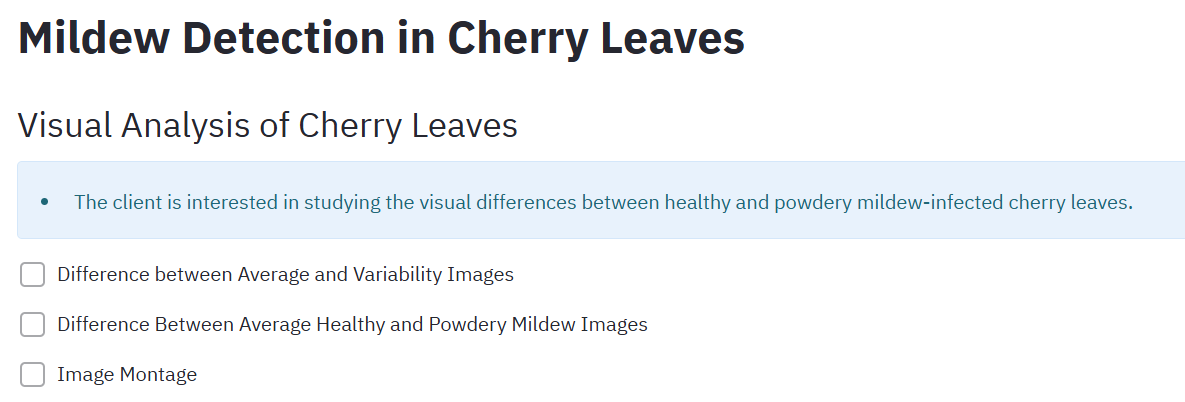 Mildew Detection in Cherry Leaves
Visual Analysis of Cherry Leaves
• The client is interested in studying the visual differences between healthy and powdery mildew-infected cherry leaves.
Difference between Average and Variability Images
Difference Between Average Healthy and Powdery Mildew Images
Image Montage